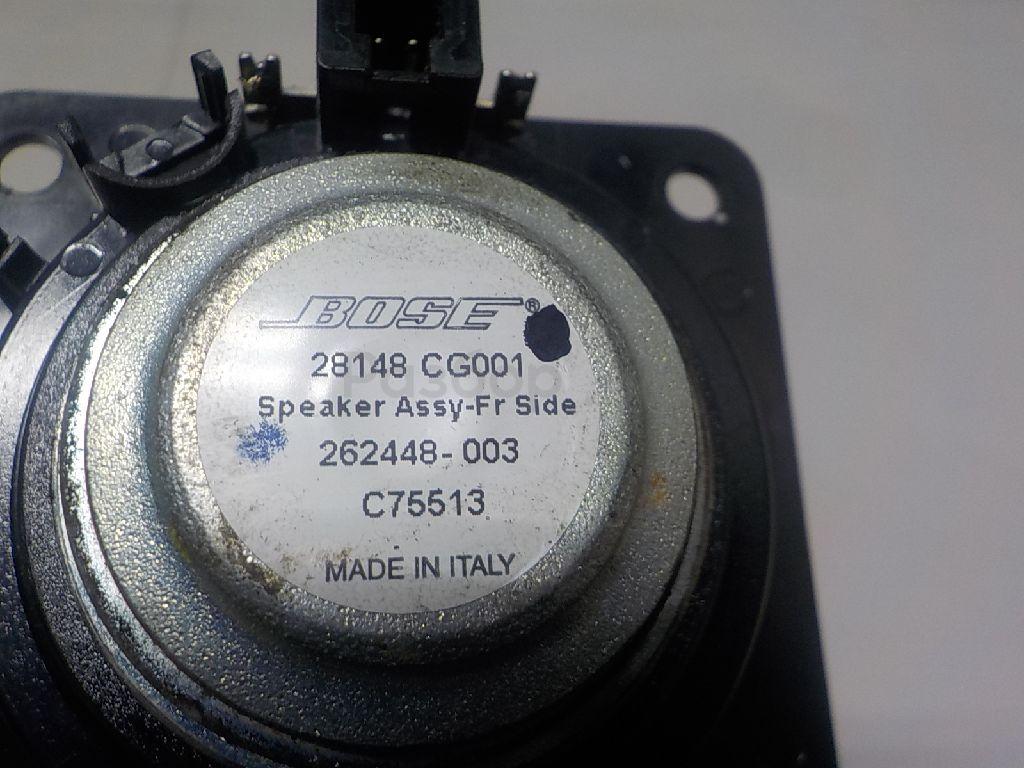 BOSE®
28148 CG001
Speaker Assy-Fr Side
262448-003
C75513
MADE IN ITALY